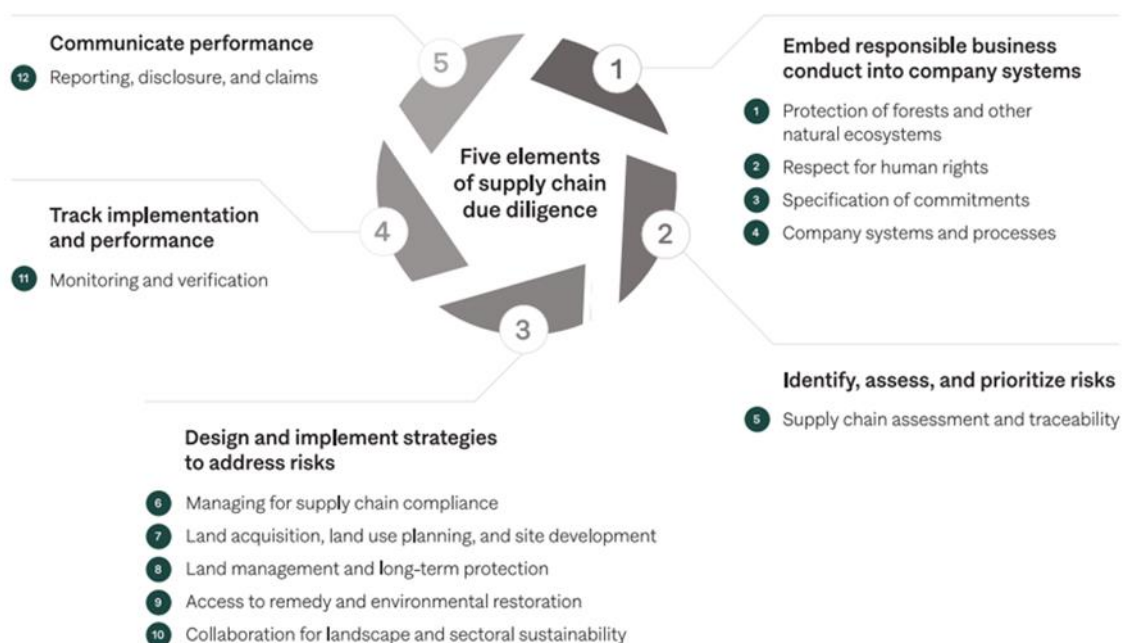 Five elements
of supply chain
due diligence
1
Embed responsible business
conduct into company systems
1 Protection of forests and other
natural ecosystems
2 Respect for human rights
3 Specification of commitments
4 Company systems and processes
2
Identify, assess, and prioritize risks
5 Supply chain assessment and traceability
3
Design and implement strategies
to address risks
6 Managing for supply chain compliance
7 Land acquisition, land use planning, and site development
8 Land management and long-term protection
9 Access to remedy and environmental restoration
10 Collaboration for landscape and sectoral sustainability
4
Track implementation
and performance
11 Monitoring and verification
5
Communicate performance
12 Reporting, disclosure, and claims